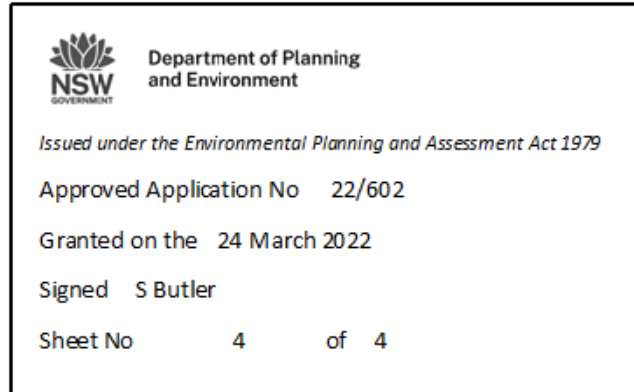 NSW
GOVERNMENT
Department of Planning
and Environment
Issued under the Environmental Planning and Assessment Act 1979
Approved Application No 22/602
Granted on the 24 March 2022
Signed S Butler
Sheet No 4 of 4